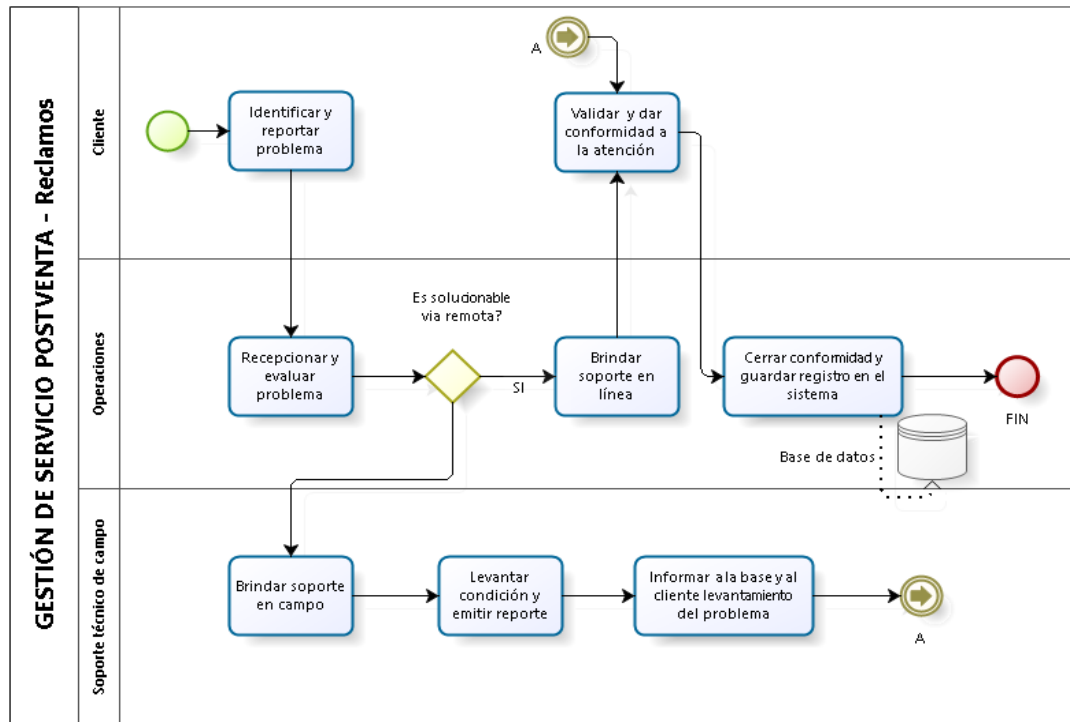 GESTIÓN DE SERVICIO POSTVENTA - Reclamos
Cliente
A
Identificar y
reportar
problema
Validar y dar
conformidad a
la atención
Operaciones
Es solucionable
via remota?
Recepcionar y
evaluar
problema
SI
Brindar
soporte en
línea
Cerrar conformidad y
guardar registro en el
sistema
FIN
Base de datos
Soporte técnico de campo
Brindar soporte
en campo
Levantar
condición y
emitir reporte
Informar a la base y al
cliente levantamiento
del problema
A